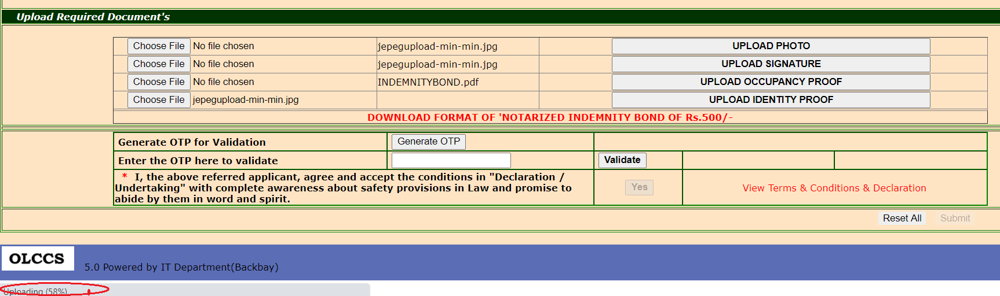 Upload Required Document's
Choose File No file chosen jepegupload-min-min.jpg UPLOAD PHOTO
Choose File No file chosen jepegupload-min-min.jpg UPLOAD SIGNATURE
Choose File No file chosen INDEMNITYBOND.pdf UPLOAD OCCUPANCY PROOF
Choose File jepegupload-min-min.jpg UPLOAD IDENTITY PROOF
DOWNLOAD FORMAT OF 'NOTARIZED INDEMNITY BOND OF Rs.500/-
Generate OTP for Validation Generate OTP
Enter the OTP here to validate Validate
* I, the above referred applicant, agree and accept the conditions in "Declaration /
Undertaking" with complete awareness about safety provisions in Law and promise to
abide by them in word and spirit.
Yes
View Terms & Conditions & Declaration
Reset All Submit
OLCCS
5.0 Powered by IT Department(Backbay)
Uploading (58%)